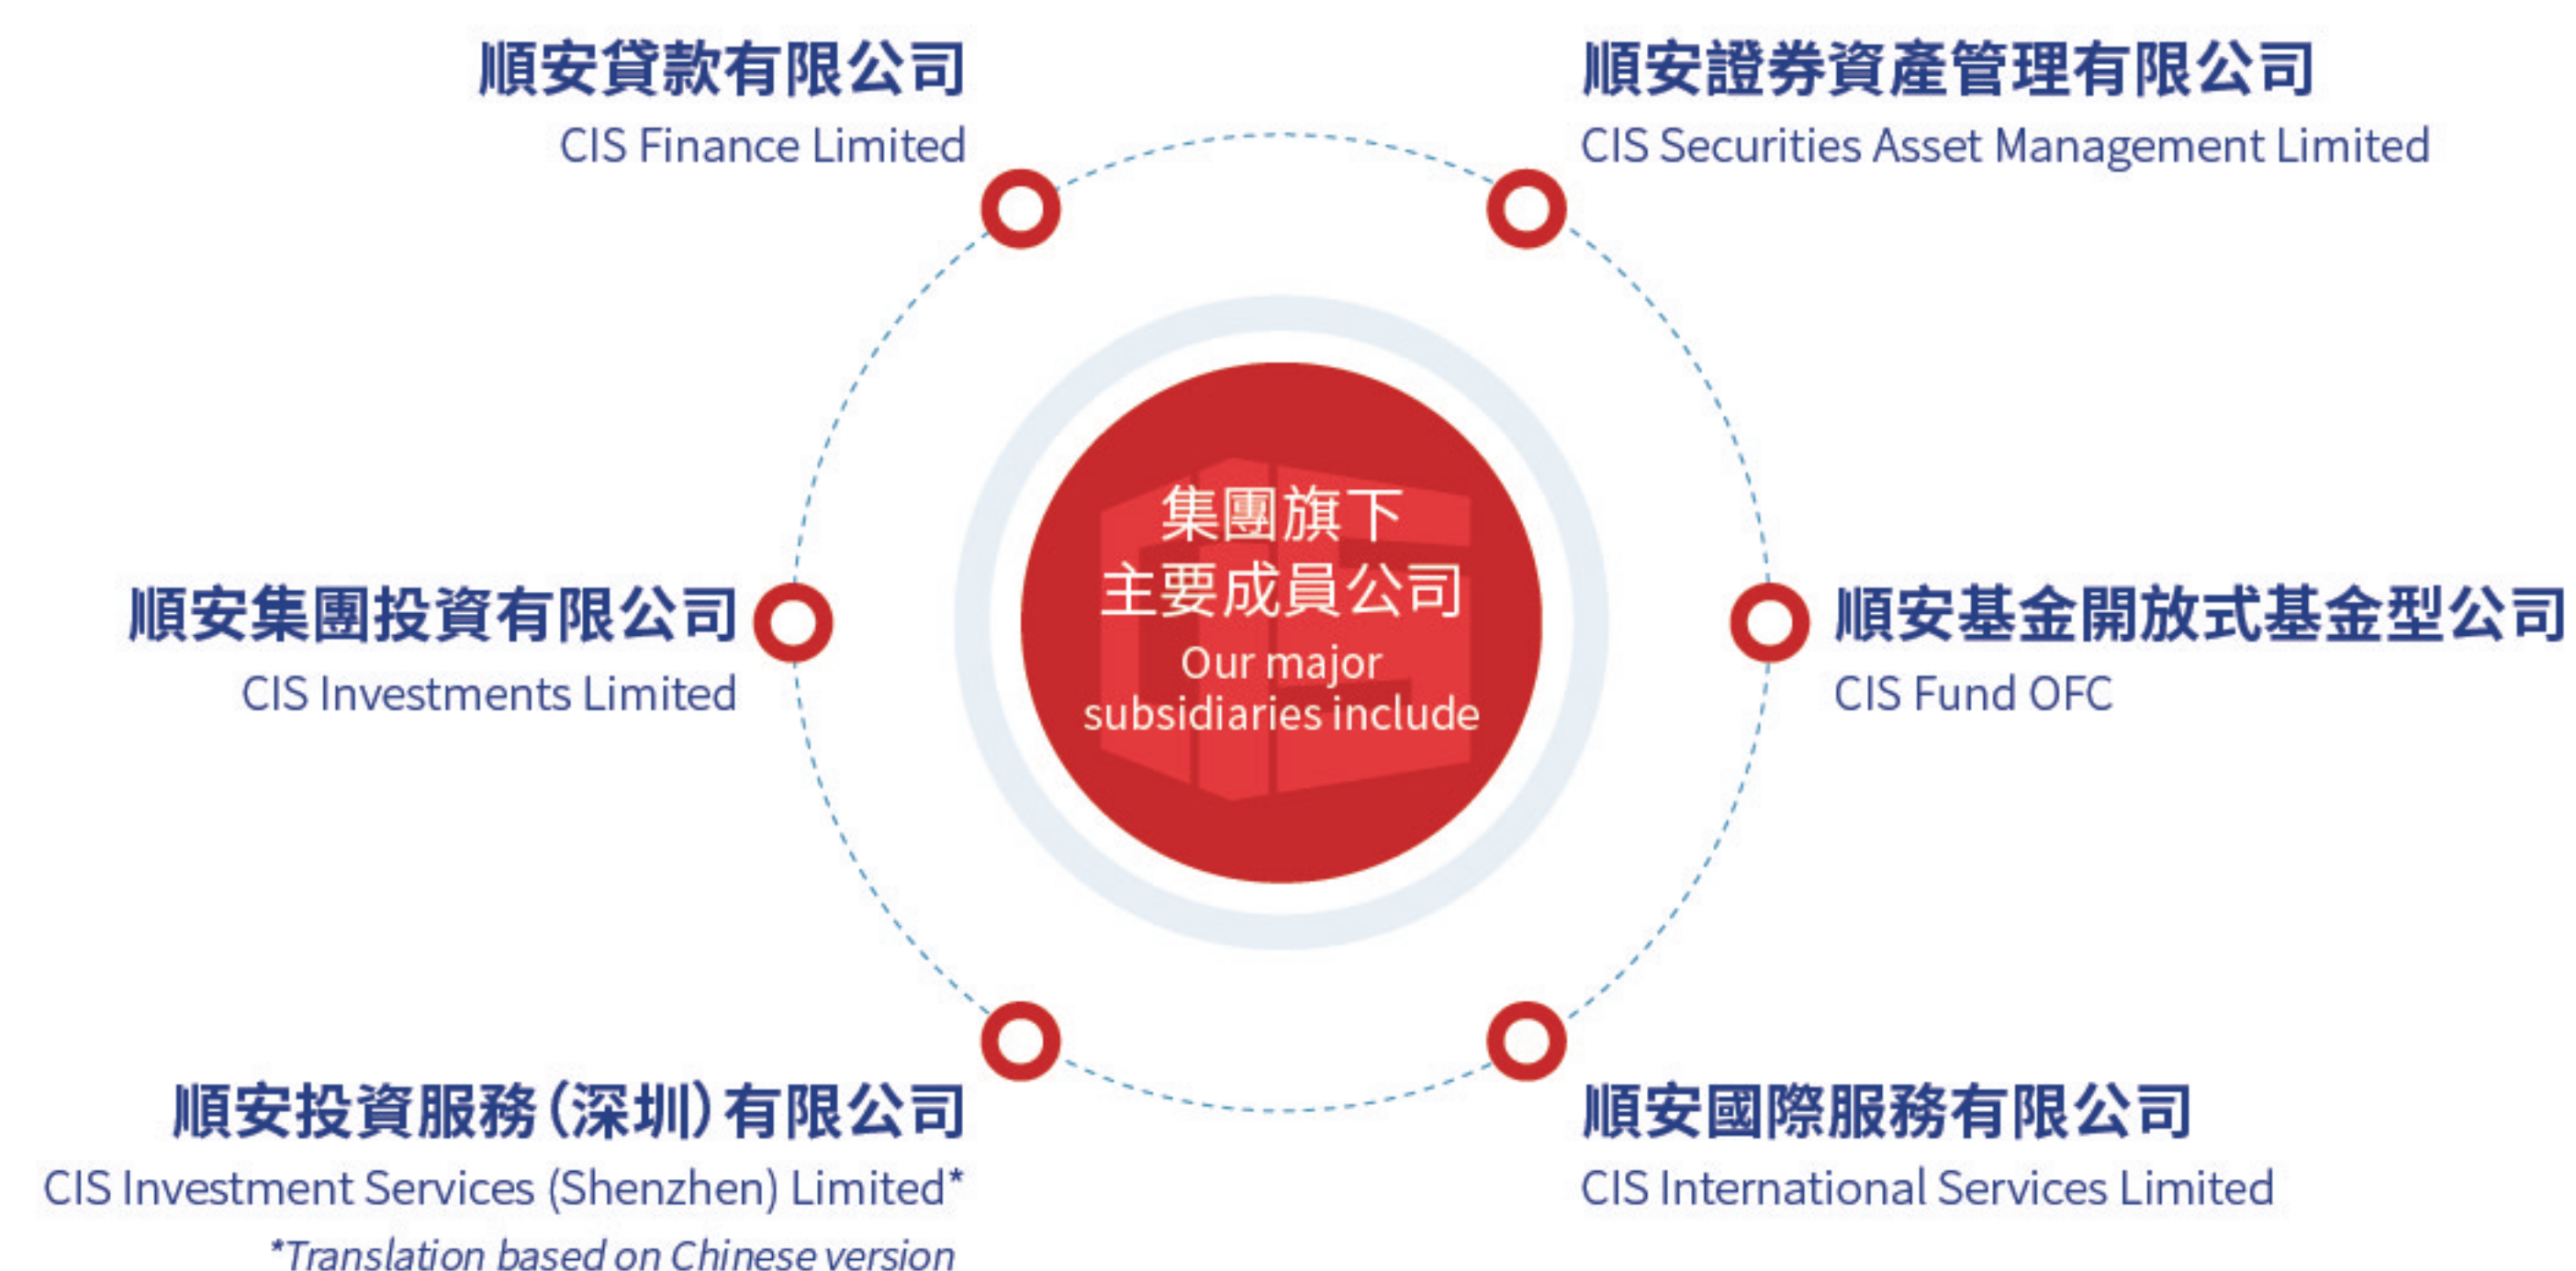 順安貸款有限公司
CIS Finance Limited
順安證券資產管理有限公司
CIS Securities Asset Management Limited
集團旗下
主要成員公司
Our major
subsidiaries include
順安集團投資有限公司
CIS Investments Limited
順安基金開放式基金型公司
CIS Fund OFC
順安投資服務(深圳)有限公司
CIS Investment Services (Shenzhen) Limited*
*Translation based on Chinese version
順安國際服務有限公司
CIS International Services Limited